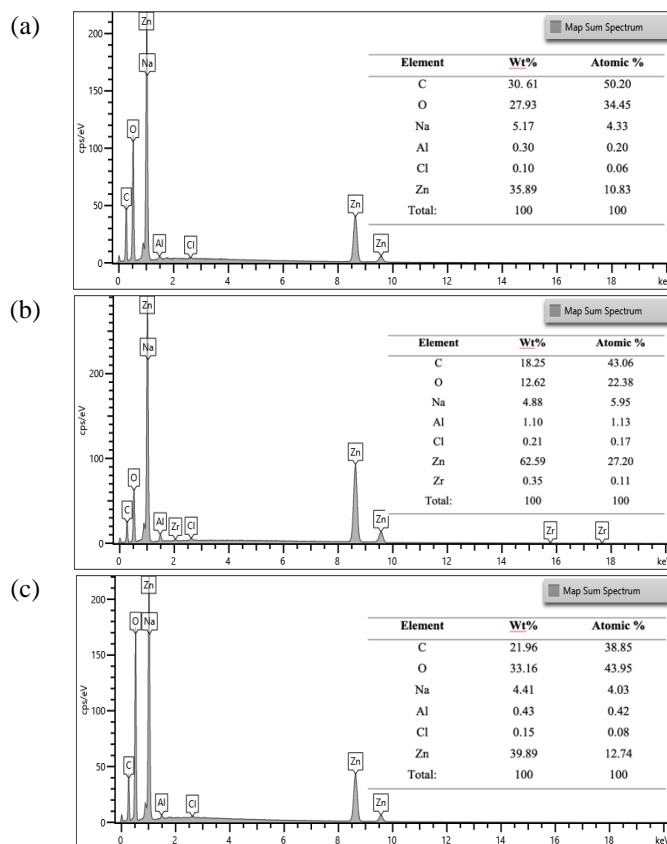 (a)
Map Sum Spectrum
cps/eV
200
150
100
50
0
Zn
Na
O
C
Al
Cl
Zn
Zn
Element Wt% Atomic %
C 30. 61 50.20
O 27.93 34.45
Na 5.17 4.33
Al 0.30 0.20
Cl 0.10 0.06
Zn 35.89 10.83
Total: 100 100
0 2 4 6 8 10 12 14 16 18 keV
(b)
Map Sum Spectrum
cps/eV
200
100
0
Zn
Na
O
C
Al
Zr
Cl
Zn
Zn
Zr
Zr
Element Wt% Atomic %
C 18.25 43.06
O 12.62 22.38
Na 4.88 5.95
Al 1.10 1.13
Cl 0.21 0.17
Zn 62.59 27.20
Zr 0.35 0.11
Total: 100 100
0 2 4 6 8 10 12 14 16 18 keV
(c)
Map Sum Spectrum
cps/eV
200
150
100
50
0
Zn
O
Na
C
Al
Cl
Zn
Zn
Element Wt% Atomic %
C 21.96 38.85
O 33.16 43.95
Na 4.41 4.03
Al 0.43 0.42
Cl 0.15 0.08
Zn 39.89 12.74
Total: 100 100
0 2 4 6 8 10 12 14 16 18 keV